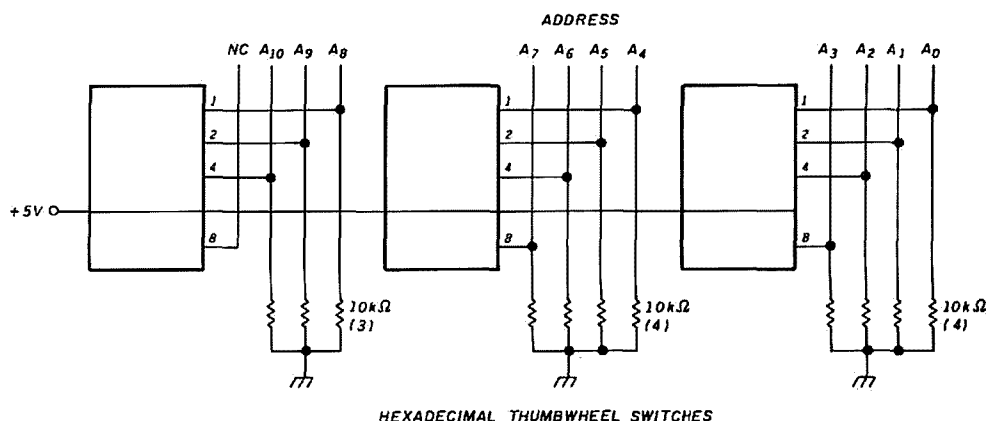 ADDRESS
NC A10 A9 A8
A7 A6 A5 A4
A3 A2 A1 A0
1
2
4
8
1
2
4
8
1
2
4
8
+5V
10kΩ
(3)
10kΩ
(4)
10kΩ
(4)
HEXADECIMAL THUMBWHEEL SWITCHES